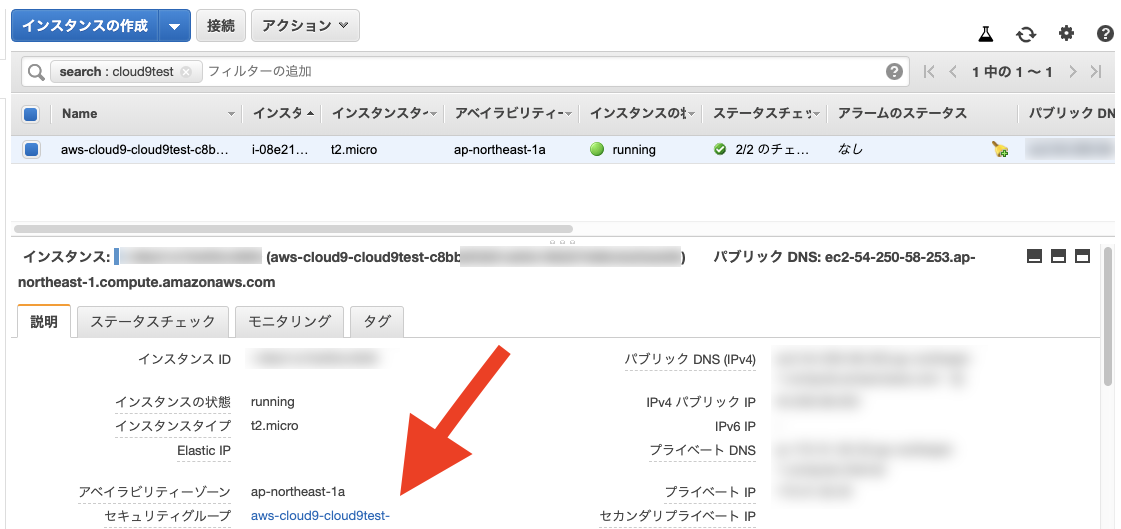 インスタンスの作成 接続 アクション
search : cloud9test フィルターの追加 1 中の 1 ～ 1
Name インスタ インスタンスター アベイラビリティー インスタンスの状 ステータスチェッ アラームのステータス パブリック DN
aws-cloud9-cloud9test-c8b... i-08e21... t2.micro ap-northeast-1a running 2/2 のチェ... なし
インスタンス: (aws-cloud9-cloud9test-c8bb ) パブリック DNS: ec2-54-250-58-253.ap-
northeast-1.compute.amazonaws.com
説明 ステータスチェック モニタリング タグ
インスタンス ID パブリック DNS (IPv4)
インスタンスの状態 running IPv4 パブリック IP
インスタンスタイプ t2.micro IPv6 IP
Elastic IP プライベート DNS
アベイラビリティーゾーン ap-northeast-1a プライベート IP
セキュリティグループ aws-cloud9-cloud9test- セカンダリプライベート IP